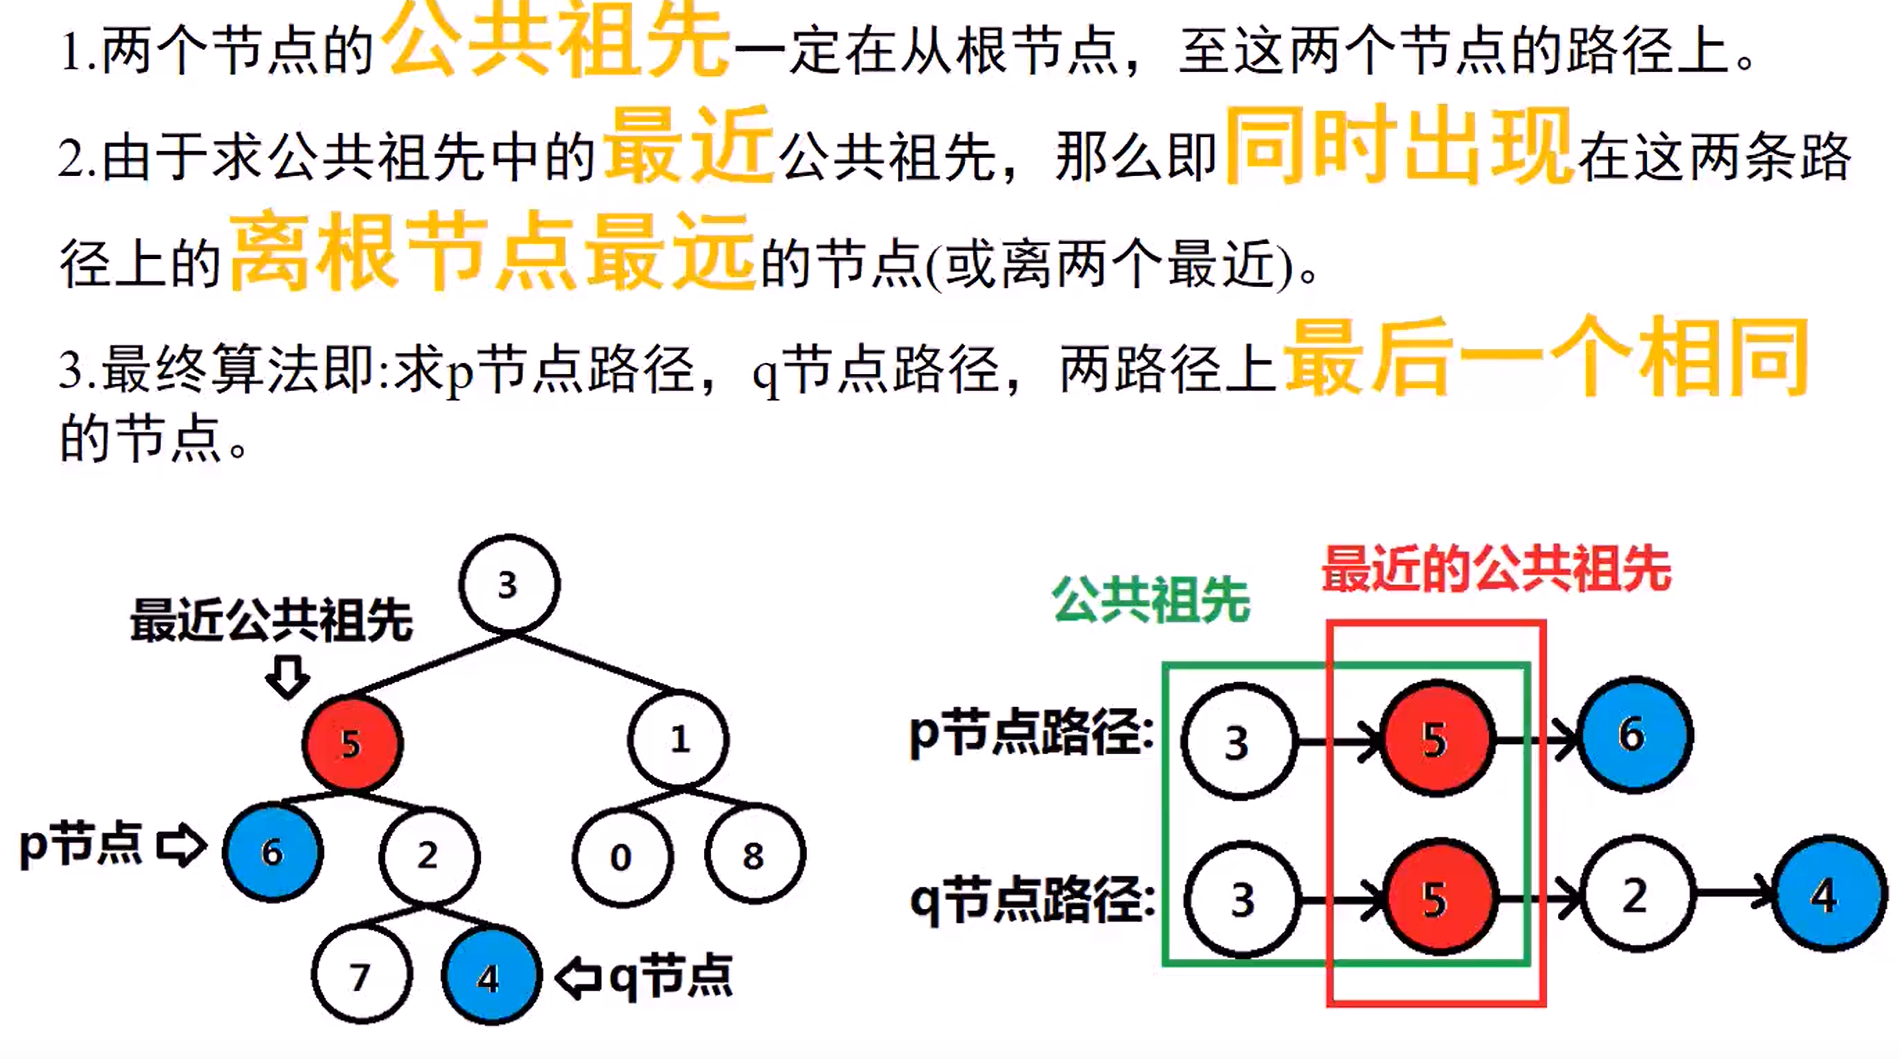 1.两个节点的公共祖先一定在从根节点，至这两个节点的路径上。
2.由于求公共祖先中的最近公共祖先，那么即同时出现在这两条路
径上的离根节点最远的节点(或离两个最近)。
3.最终算法即:求p节点路径，q节点路径，两路径上最后一个相同
的节点。
3
最近公共祖先
5
1
p节点
6
2
0
8
7
4
q节点
公共祖先
最近的公共祖先
p节点路径:
3
5
6
q节点路径:
3
5
2
4